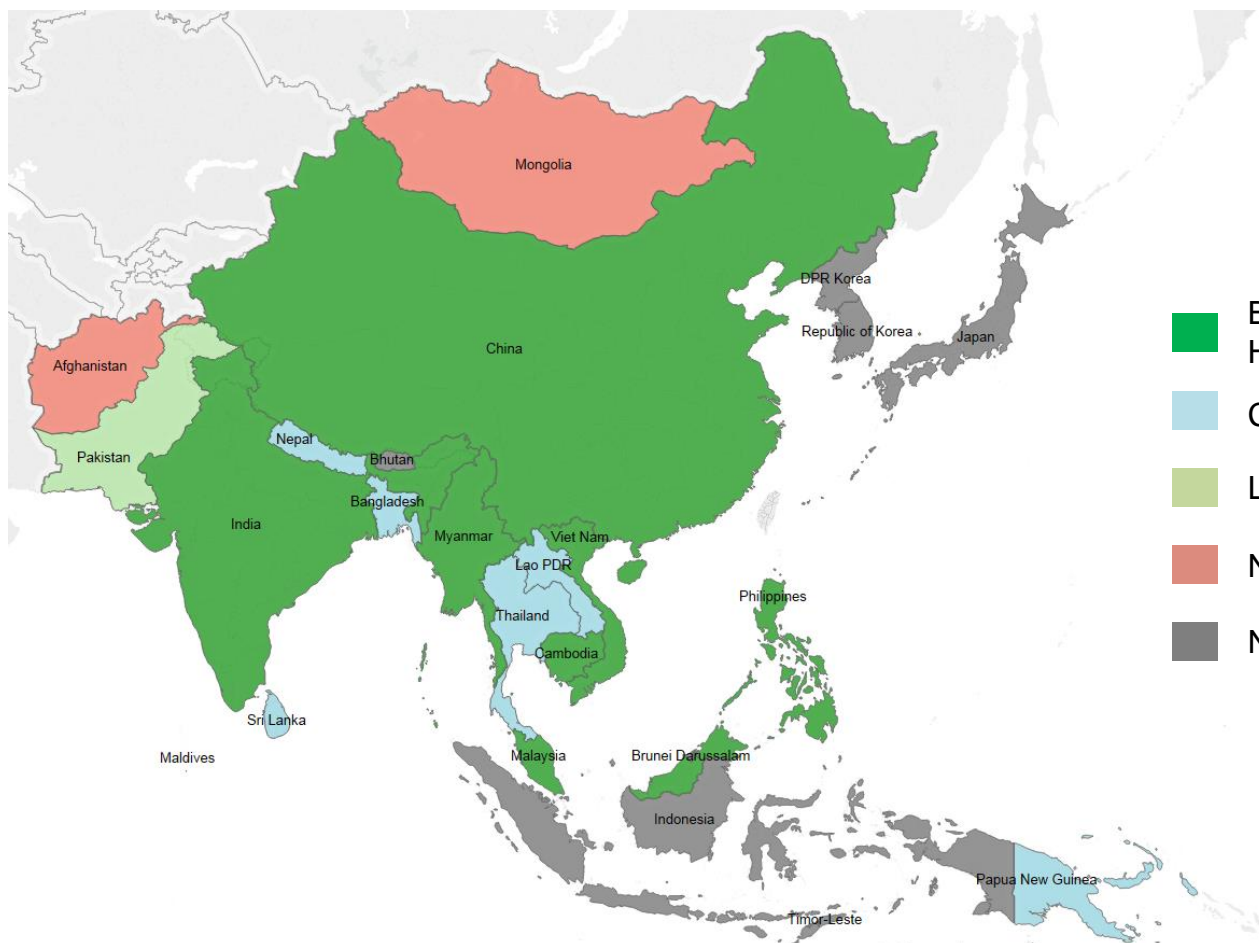 Mongolia
DPR Korea
Republic of Korea
Japan
China
Afghanistan
Pakistan
Nepal
Bhutan
Bangladesh
India
Myanmar
Viet Nam
Lao PDR
Thailand
Philippines
Cambodia
Sri Lanka
Maldives
Malaysia
Brunei Darussalam
Indonesia
Papua New Guinea
Timor-Leste